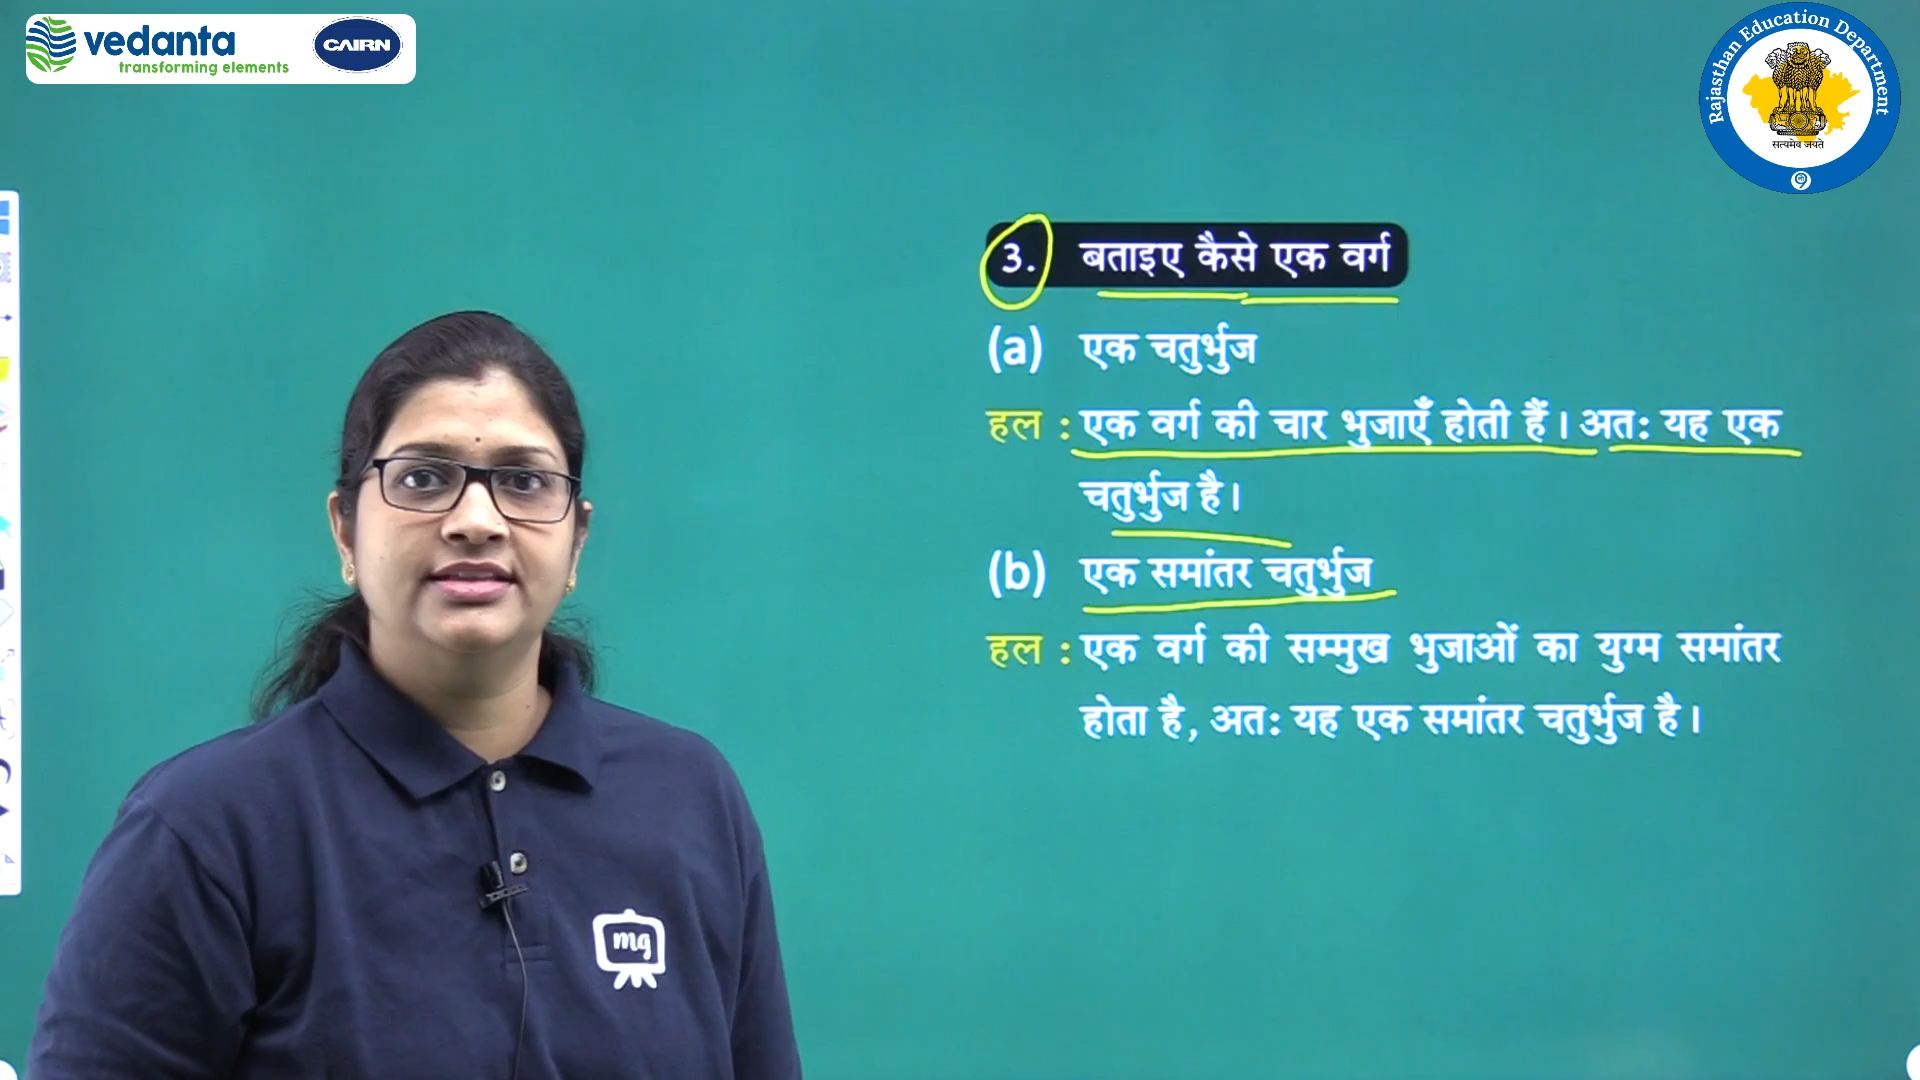 vedanta
transforming elements
CAIRN
Rajasthan Education Department
सत्यमेव जयते
3. बताइए कैसे एक वर्ग
(a) एक चतुर्भुज
हल : एक वर्ग की चार भुजाएँ होती हैं। अतः यह एक
चतुर्भुज है।
(b) एक समांतर चतुर्भुज
हल : एक वर्ग की सम्मुख भुजाओं का युग्म समांतर
होता है, अतः यह एक समांतर चतुर्भुज है।
mg